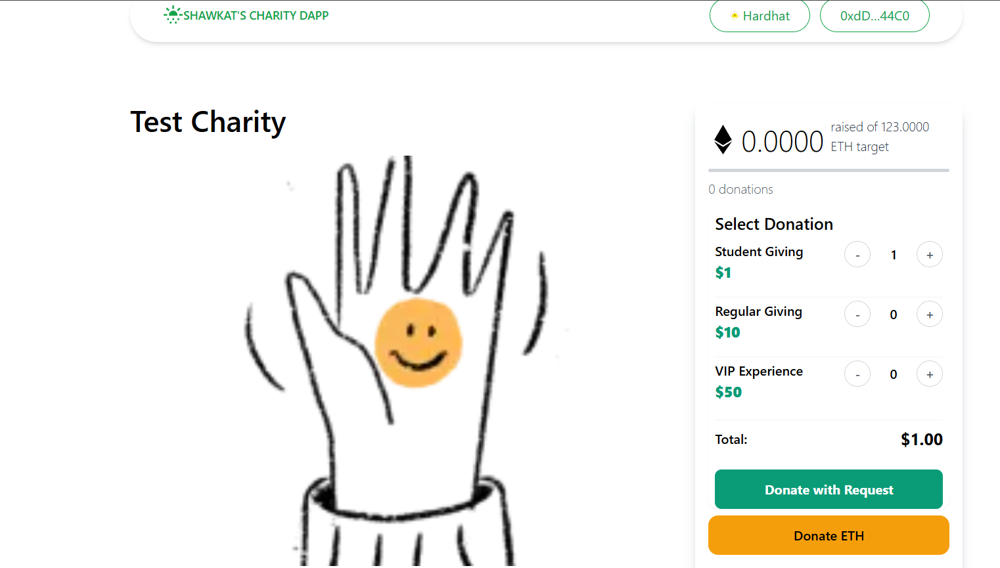 SHAWKAT'S CHARITY DAPP
Hardhat
0xdD...44C0
Test Charity
0.0000
raised of 123.0000
ETH target
0 donations
Select Donation
Student Giving
$1
- 1 +
Regular Giving
$10
- 0 +
VIP Experience
$50
- 0 +
Total:
$1.00
Donate with Request
Donate ETH